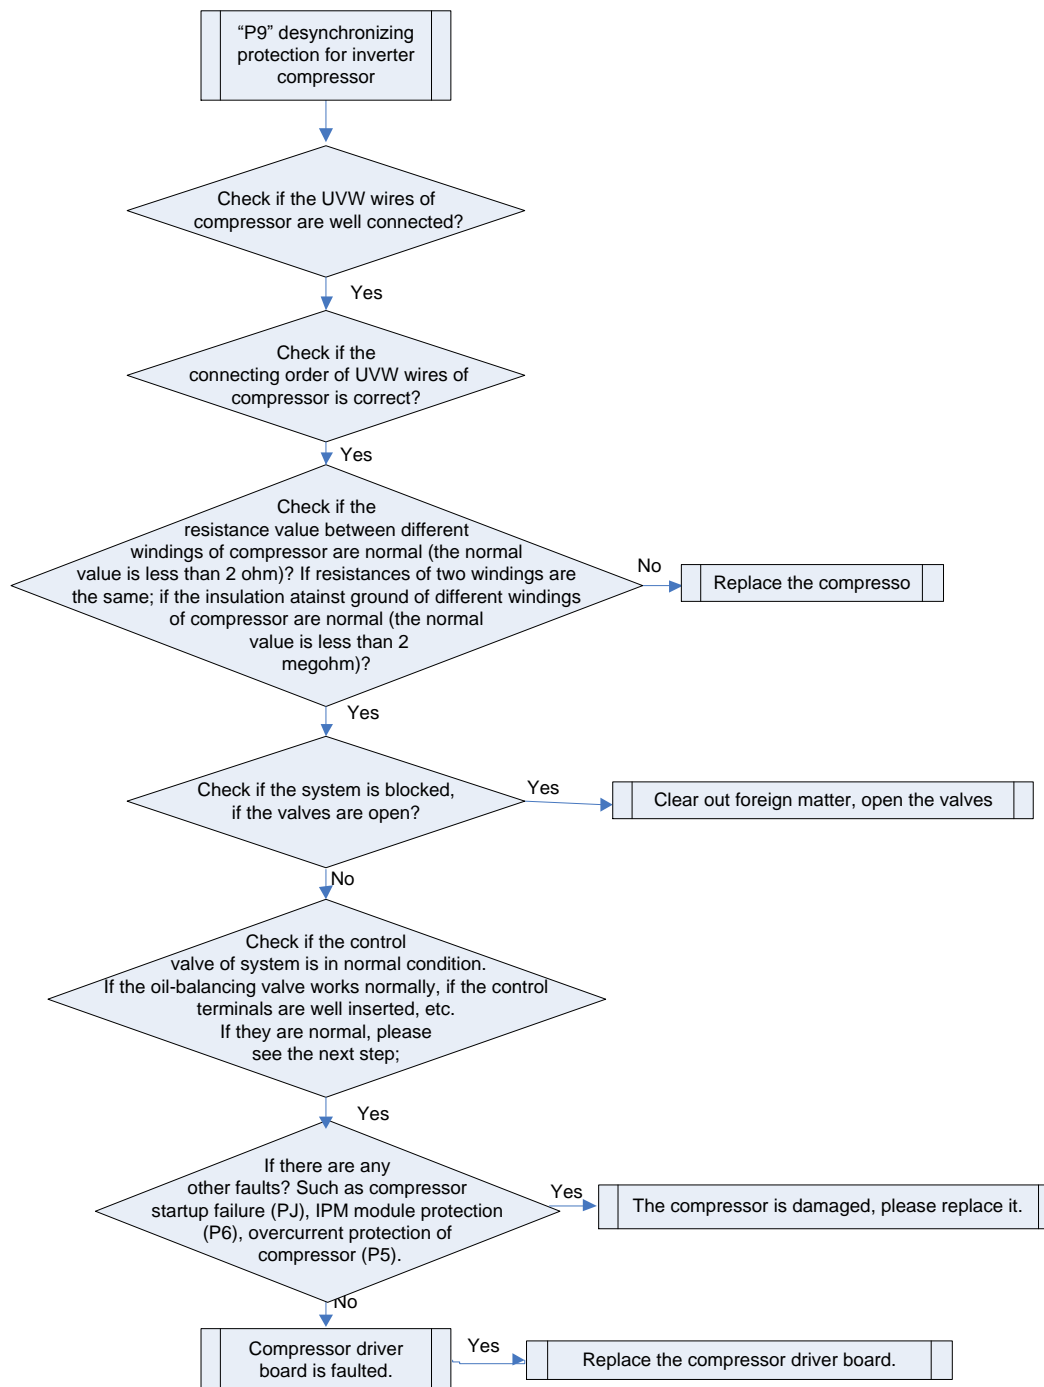 “P9” desynchronizing
protection for inverter
compressor
Check if the UVW wires of
compressor are well connected?
Yes
Check if the
connecting order of UVW wires of
compressor is correct?
Yes
Check if the
resistance value between different
windings of compressor are normal (the normal
value is less than 2 ohm)? If resistances of two windings are
the same; if the insulation atainst ground of different windings
of compressor are normal (the normal
value is less than 2
megohm)?
No
Replace the compresso
Yes
Check if the system is blocked,
if the valves are open?
Yes
Clear out foreign matter, open the valves
No
Check if the control
valve of system is in normal condition.
If the oil-balancing valve works normally, if the control
terminals are well inserted, etc.
If they are normal, please
see the next step;
Yes
If there are any
other faults? Such as compressor
startup failure (PJ), IPM module protection
(P6), overcurrent protection of
compressor (P5).
Yes
The compressor is damaged, please replace it.
No
Compressor driver
board is faulted.
Yes
Replace the compressor driver board.